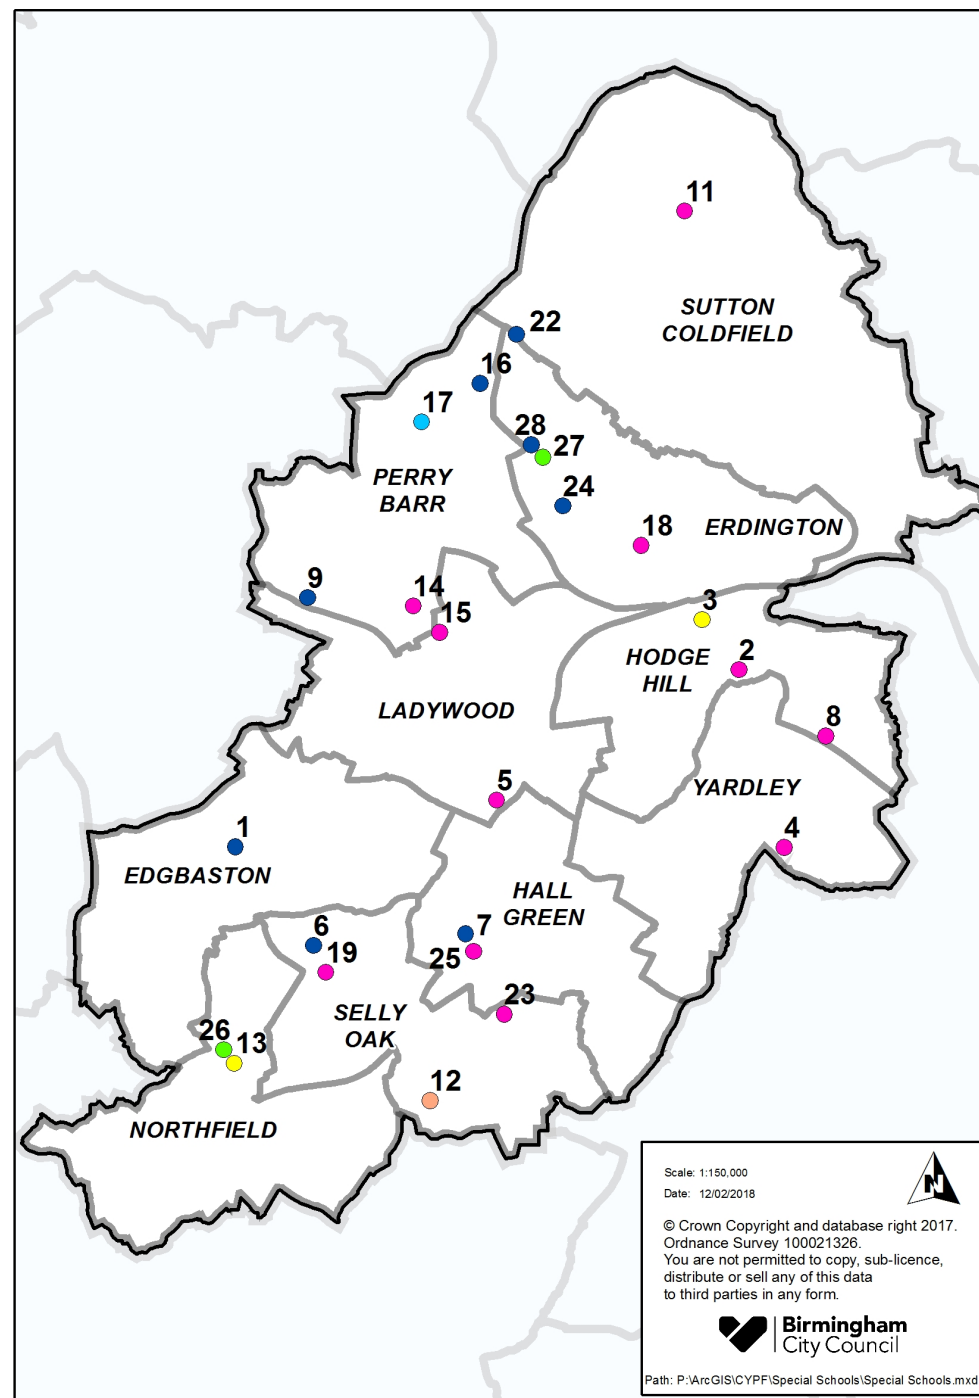 11
SUTTON
COLDFIELD
22
16
17
28
27
PERRY
BARR
24
18
ERDINGTON
9
14
15
3
HODGE
HILL
2
LADYWOOD
8
5
YARDLEY
1
4
EDGBASTON
HALL
GREEN
6
7
19
25
SELLY
OAK
23
26
13
12
NORTHFIELD
Scale: 1:150,000
Date: 12/02/2018
N
© Crown Copyright and database right 2017.
Ordnance Survey 100021326.
You are not permitted to copy, sub-licence,
distribute or sell any of this data
to third parties in any form.
Birmingham
City Council
Path: P:\ArcGIS\CYPF\Special Schools\Special Schools.mxd